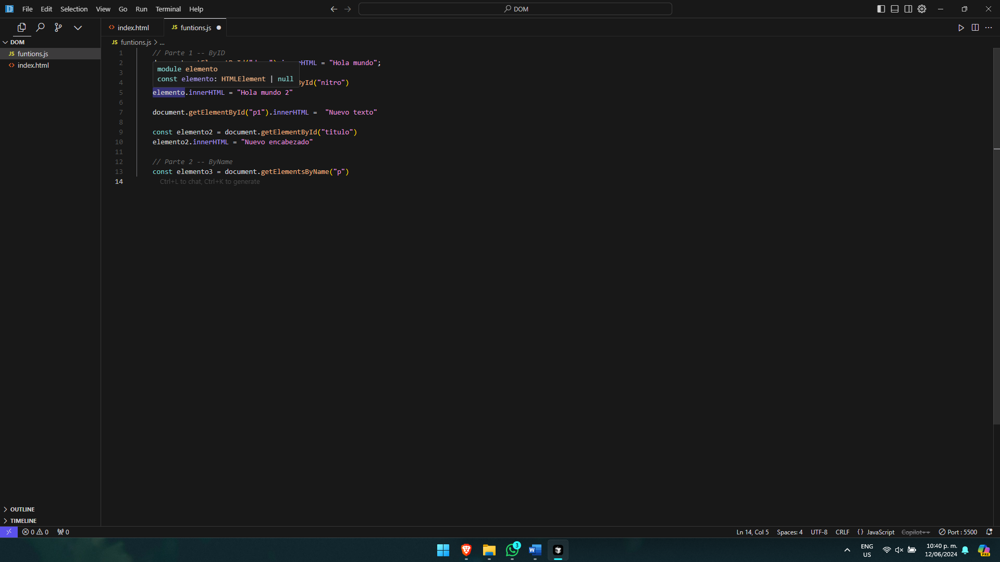 File Edit Selection View Go Run Terminal Help
DOM
index.html
JS funtions.js
DOM
JS funtions.js
index.html
JS funtions.js > ...
1 // Parte 1 -- ByID
2 HTML = "Hola mundo";
module elemento
3
const elemento: HTMLElement | null
4 ById("nitro")
5 elemento.innerHTML = "Hola mundo 2"
6
7 document.getElementById("p1").innerHTML =  "Nuevo texto"
8
9 const elemento2 = document.getElementById("titulo")
10 elemento2.innerHTML = "Nuevo encabezado"
11
12 // Parte 2 -- ByName
13 const elemento3 = document.getElementsByName("p")
14 Ctrl+L to chat, Ctrl+K to generate
OUTLINE
TIMELINE
0 0 0
Ln 14, Col 5 Spaces: 4 UTF-8 CRLF {} JavaScript Copilot++ Port : 5500
3
ENG
US
10:40 p. m.
12/06/2024
PRE